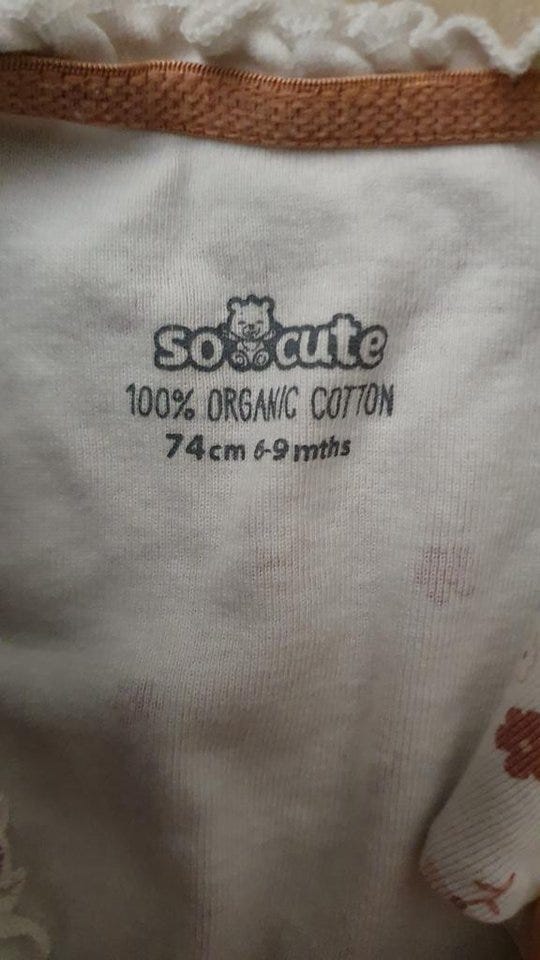 so cute
100% ORGANIC COTTON
74cm 6-9 mths